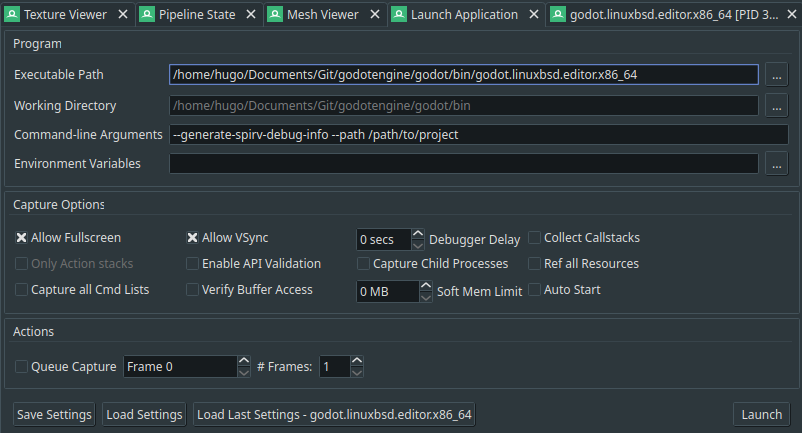 Texture Viewer Pipeline State Mesh Viewer Launch Application godot.linuxbsd.editor.x86_64 [PID 3...
Program
Executable Path /home/hugo/Documents/Git/godotengine/godot/bin/godot.linuxbsd.editor.x86_64 ...
Working Directory /home/hugo/Documents/Git/godotengine/godot/bin ...
Command-line Arguments --generate-spirv-debug-info --path /path/to/project
Environment Variables ...
Capture Options
Allow Fullscreen Allow VSync 0 secs Debugger Delay Collect Callstacks
Only Action stacks Enable API Validation Capture Child Processes Ref all Resources
Capture all Cmd Lists Verify Buffer Access 0 MB Soft Mem Limit Auto Start
Actions
Queue Capture Frame 0 # Frames: 1
Save Settings Load Settings Load Last Settings - godot.linuxbsd.editor.x86_64 Launch